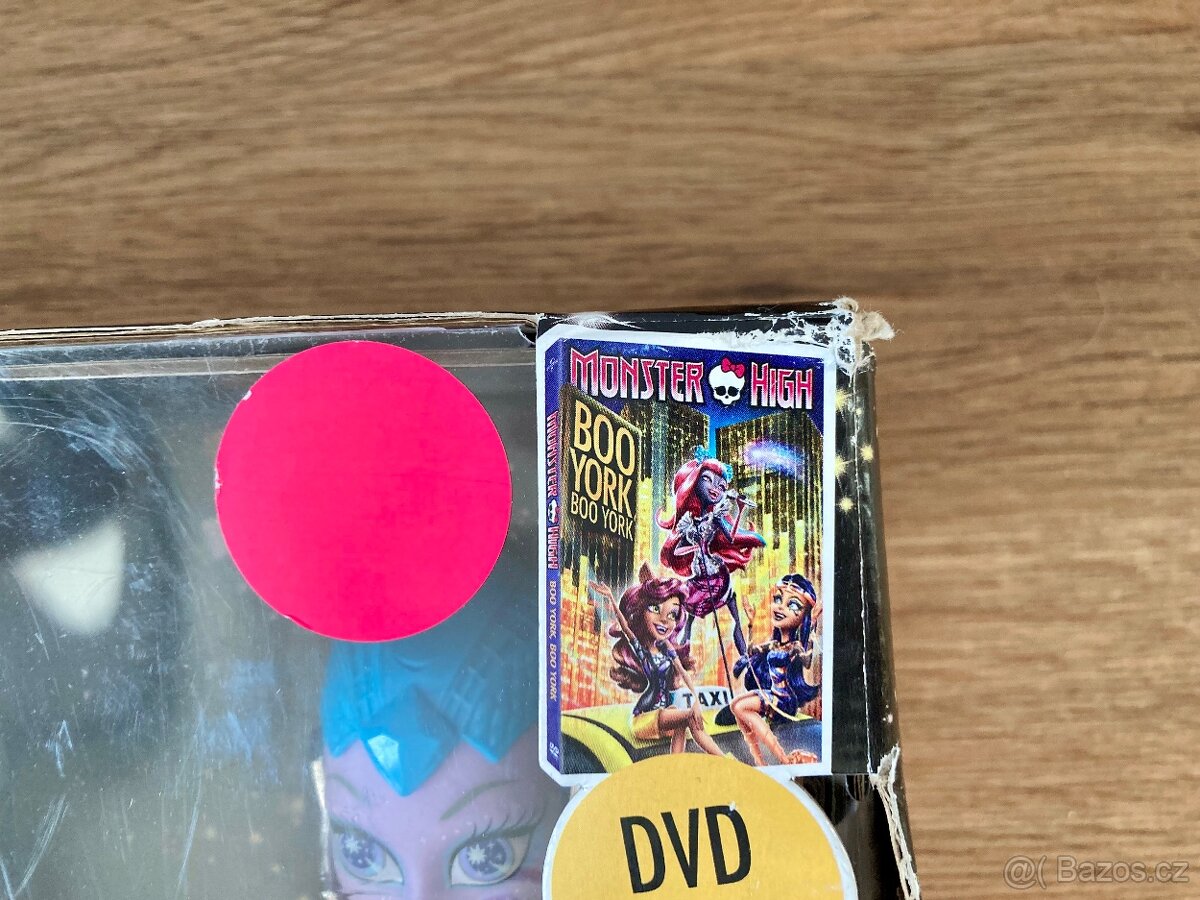 MONSTER HIGH
BOO
YORK
BOO YORK
MONSTER HIGH
BOO YORK, BOO YORK
TAXI
DVD
DVD
@( Bazos.cz